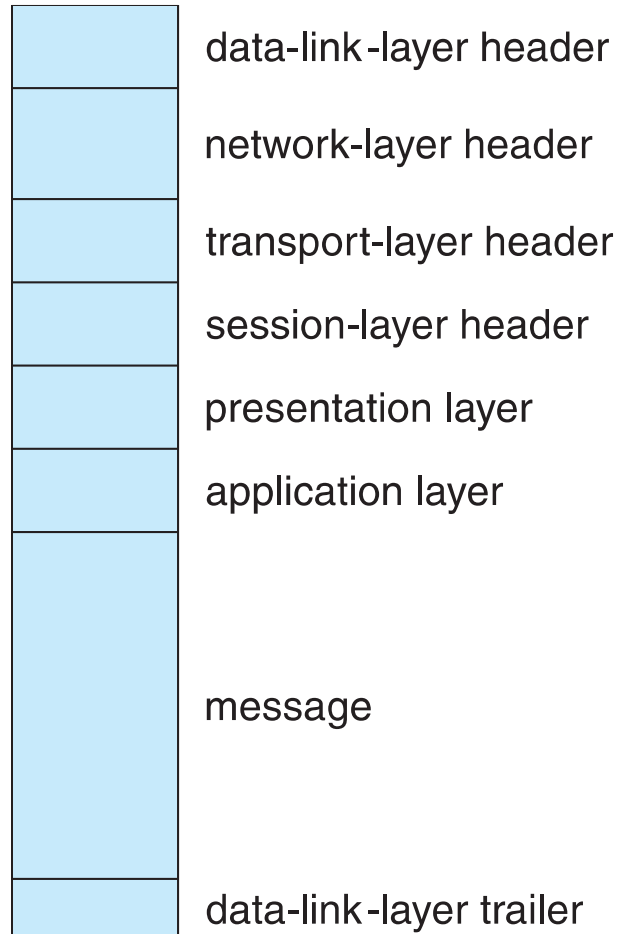 data-link-layer header
network-layer header
transport-layer header
session-layer header
presentation layer
application layer
message
data-link-layer trailer